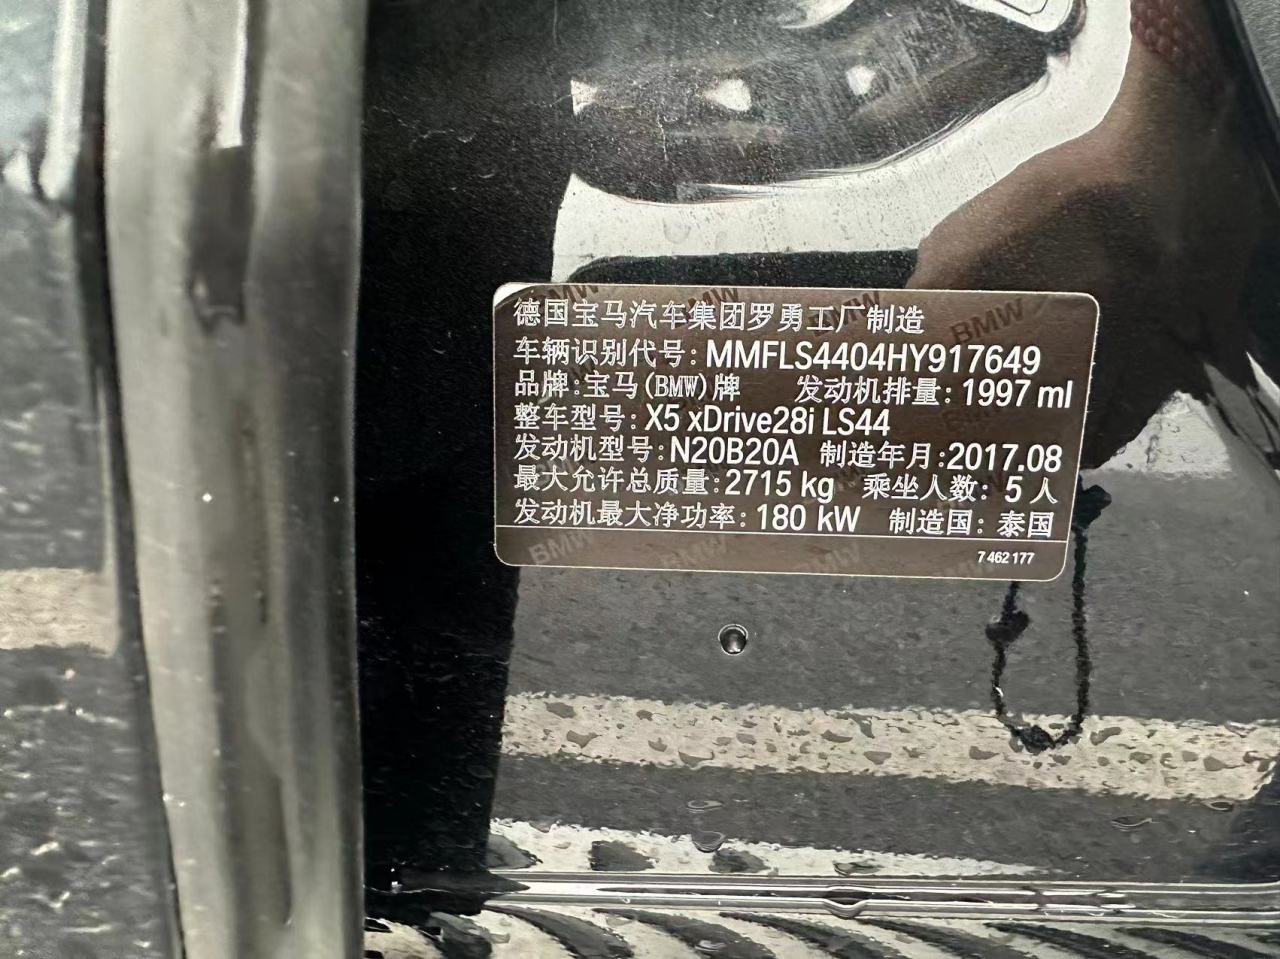 德国宝马汽车集团罗勇工厂制造
车辆识别代号: MMFLS4404HY917649
品牌: 宝马(BMW)牌 发动机排量: 1997 ml
整车型号: X5 xDrive28i LS44
发动机型号: N20B20A 制造年月: 2017.08
最大允许总质量: 2715 kg 乘坐人数: 5 人
发动机最大净功率: 180 kW 制造国: 泰国
7 462 177